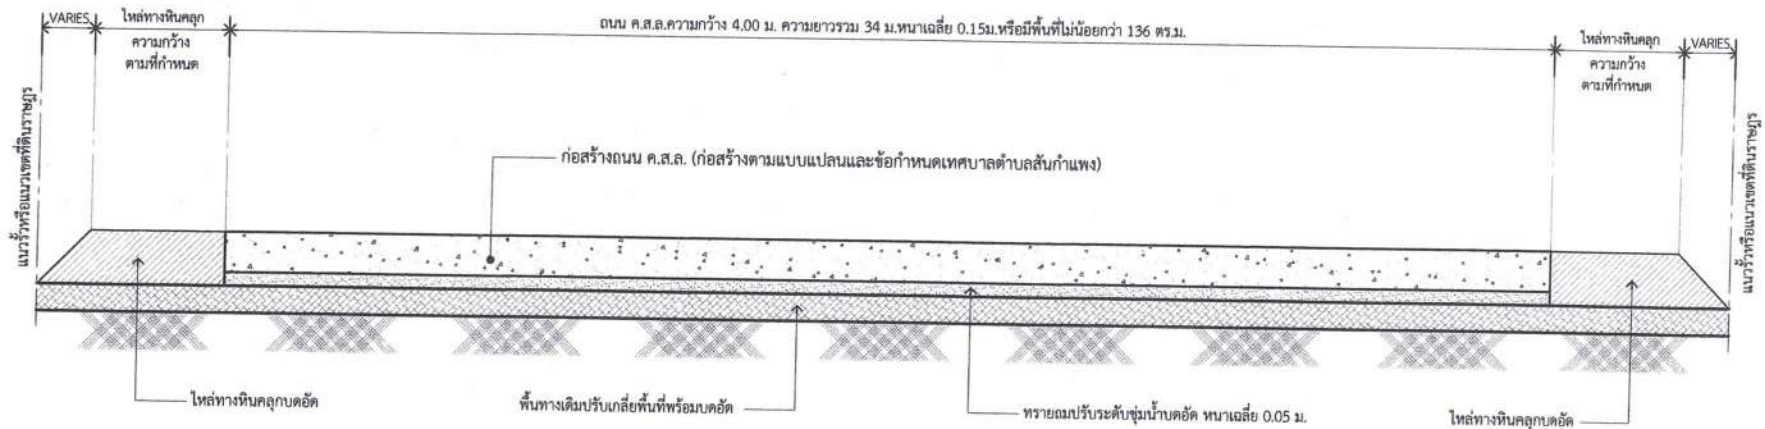 VARIES
ไหล่ทางหินคลุก
ความกว้าง
ตามที่กำหนด
ถนน ค.ส.ล.ความกว้าง 4.00 ม. ความยาวรวม 34 ม.หนาเฉลี่ย 0.15ม.หรือมีพื้นที่ไม่น้อยกว่า 136 ตร.ม.
ไหล่ทางหินคลุก
ความกว้าง
ตามที่กำหนด
VARIES
แนวรั้วหรือแนวเขตที่ดินราษฎร
ก่อสร้างถนน ค.ส.ล. (ก่อสร้างตามแบบแปลนและข้อกำหนดเทศบาลตำบลสันกำแพง)
แนวรั้วหรือแนวเขตที่ดินราษฎร
ไหล่ทางหินคลุกบดอัด
พื้นทางเดิมปรับเกลี่ยพื้นที่พร้อมบดอัด
ทรายถมปรับระดับชุ่มน้ำบดอัด หนาเฉลี่ย 0.05 ม.
ไหล่ทางหินคลุกบดอัด